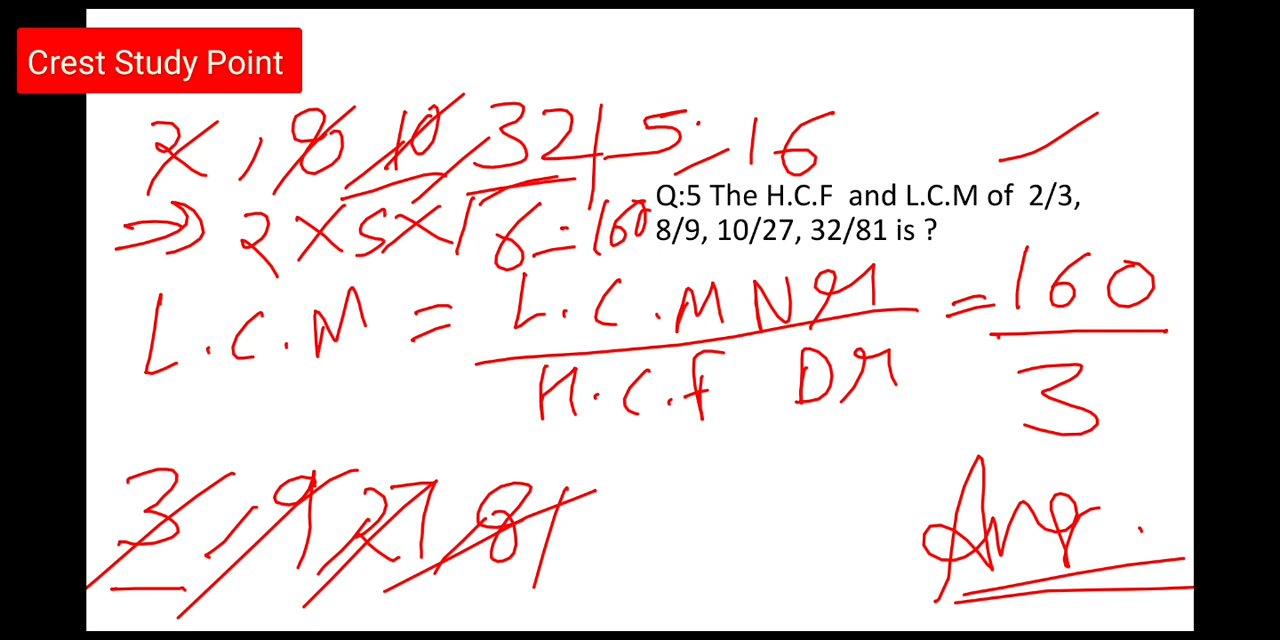 Crest Study Point
2, 8 10 32 | 5, 16
Q:5 The H.C.F and L.C.M of 2/3,
8/9, 10/27, 32/81 is ?
⇒ 2 × 5 × 16 = 160
L.C.M = L.C.M Nr / H.C.F Dr = 160 / 3
3, 9, 27 81
Ans.